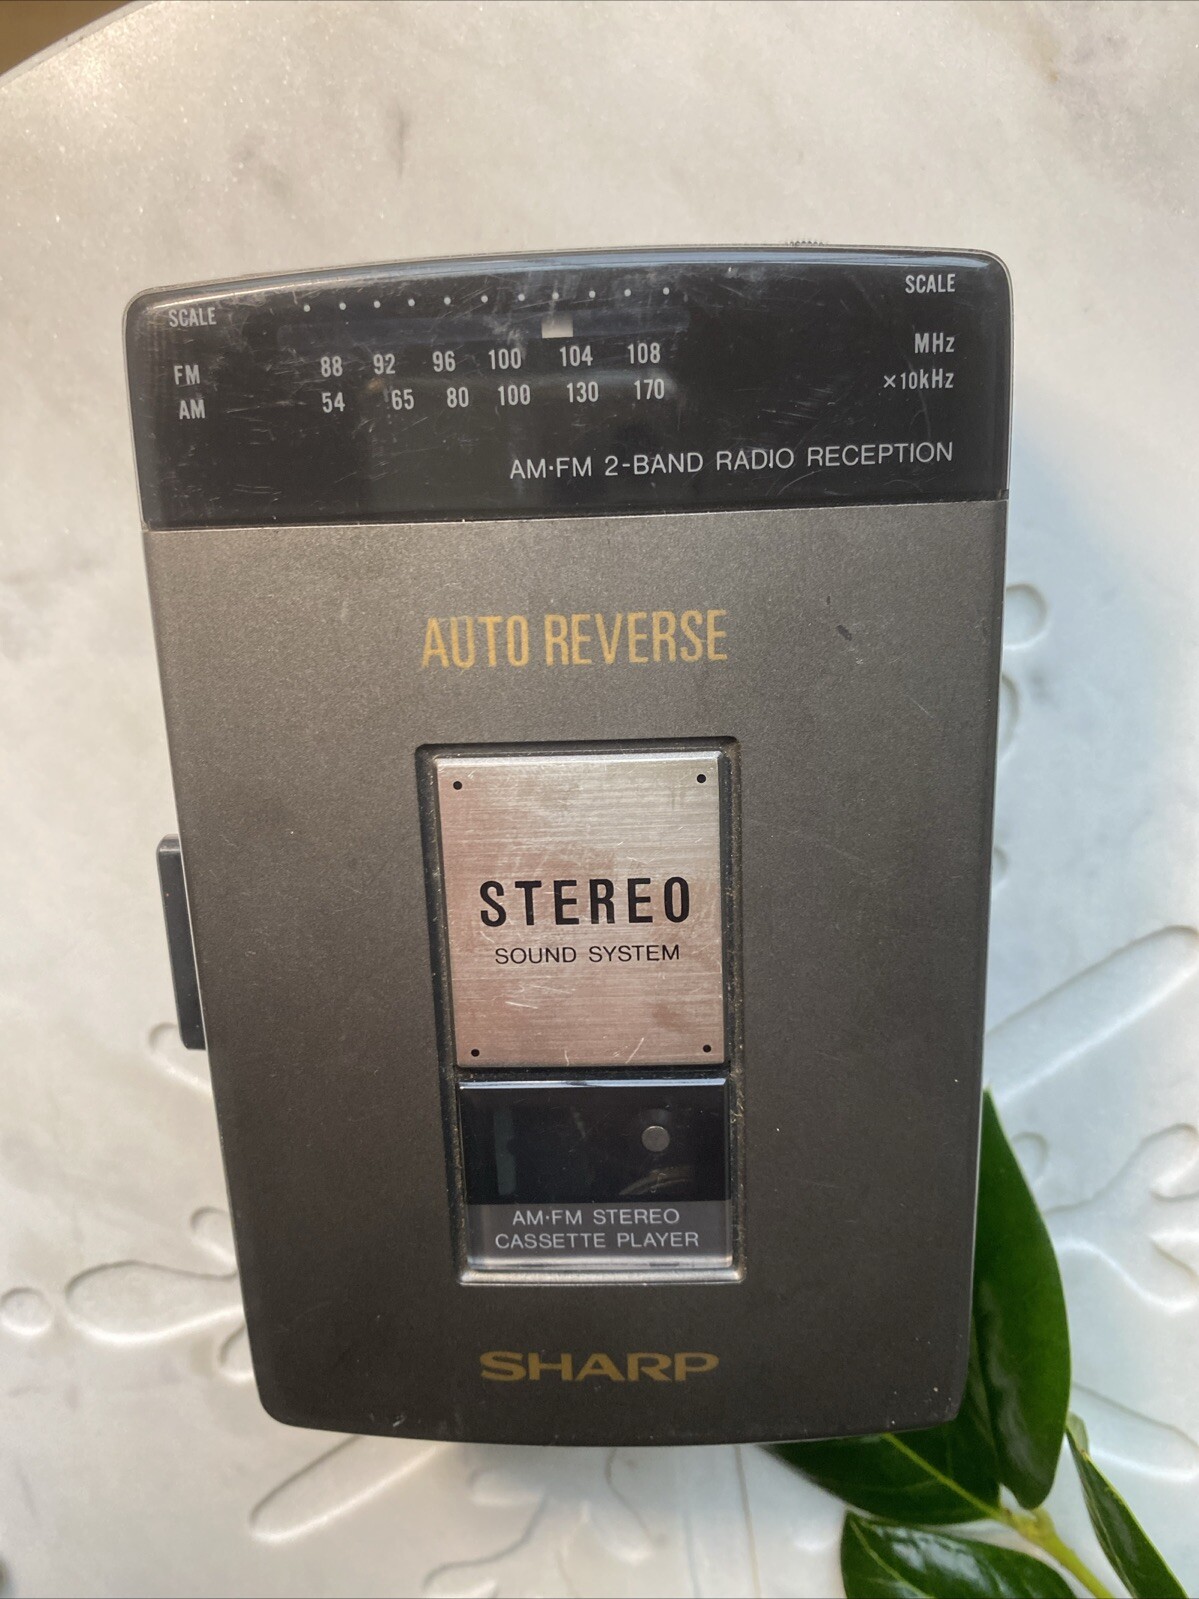 SCALE SCALE
FM 88 92 96 100 104 108 MHz
AM 54 65 80 100 130 170 ×10kHz
AM·FM 2-BAND RADIO RECEPTION
AUTO REVERSE
STEREO
SOUND SYSTEM
AM·FM STEREO
CASSETTE PLAYER
SHARP